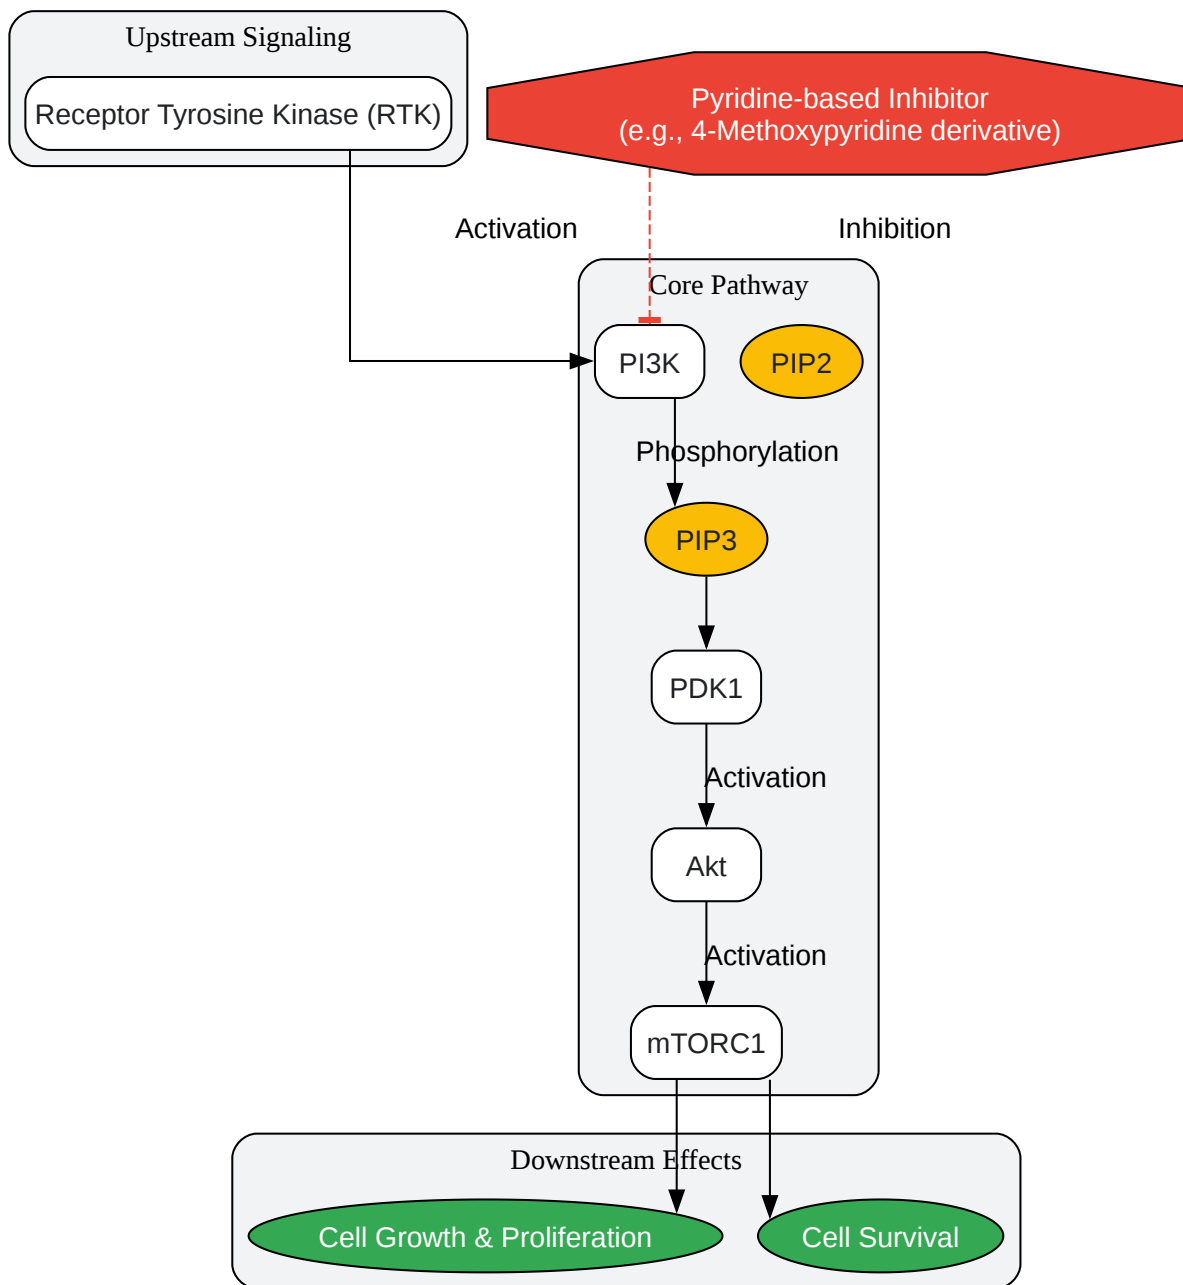 Upstream Signaling
Receptor Tyrosine Kinase (RTK)
Pyridine-based Inhibitor
(e.g., 4-Methoxypyridine derivative)
Activation
Inhibition
Core Pathway
PI3K
PIP2
Phosphorylation
PIP3
PDK1
Activation
Akt
Activation
mTORC1
Downstream Effects
Cell Growth & Proliferation
Cell Survival